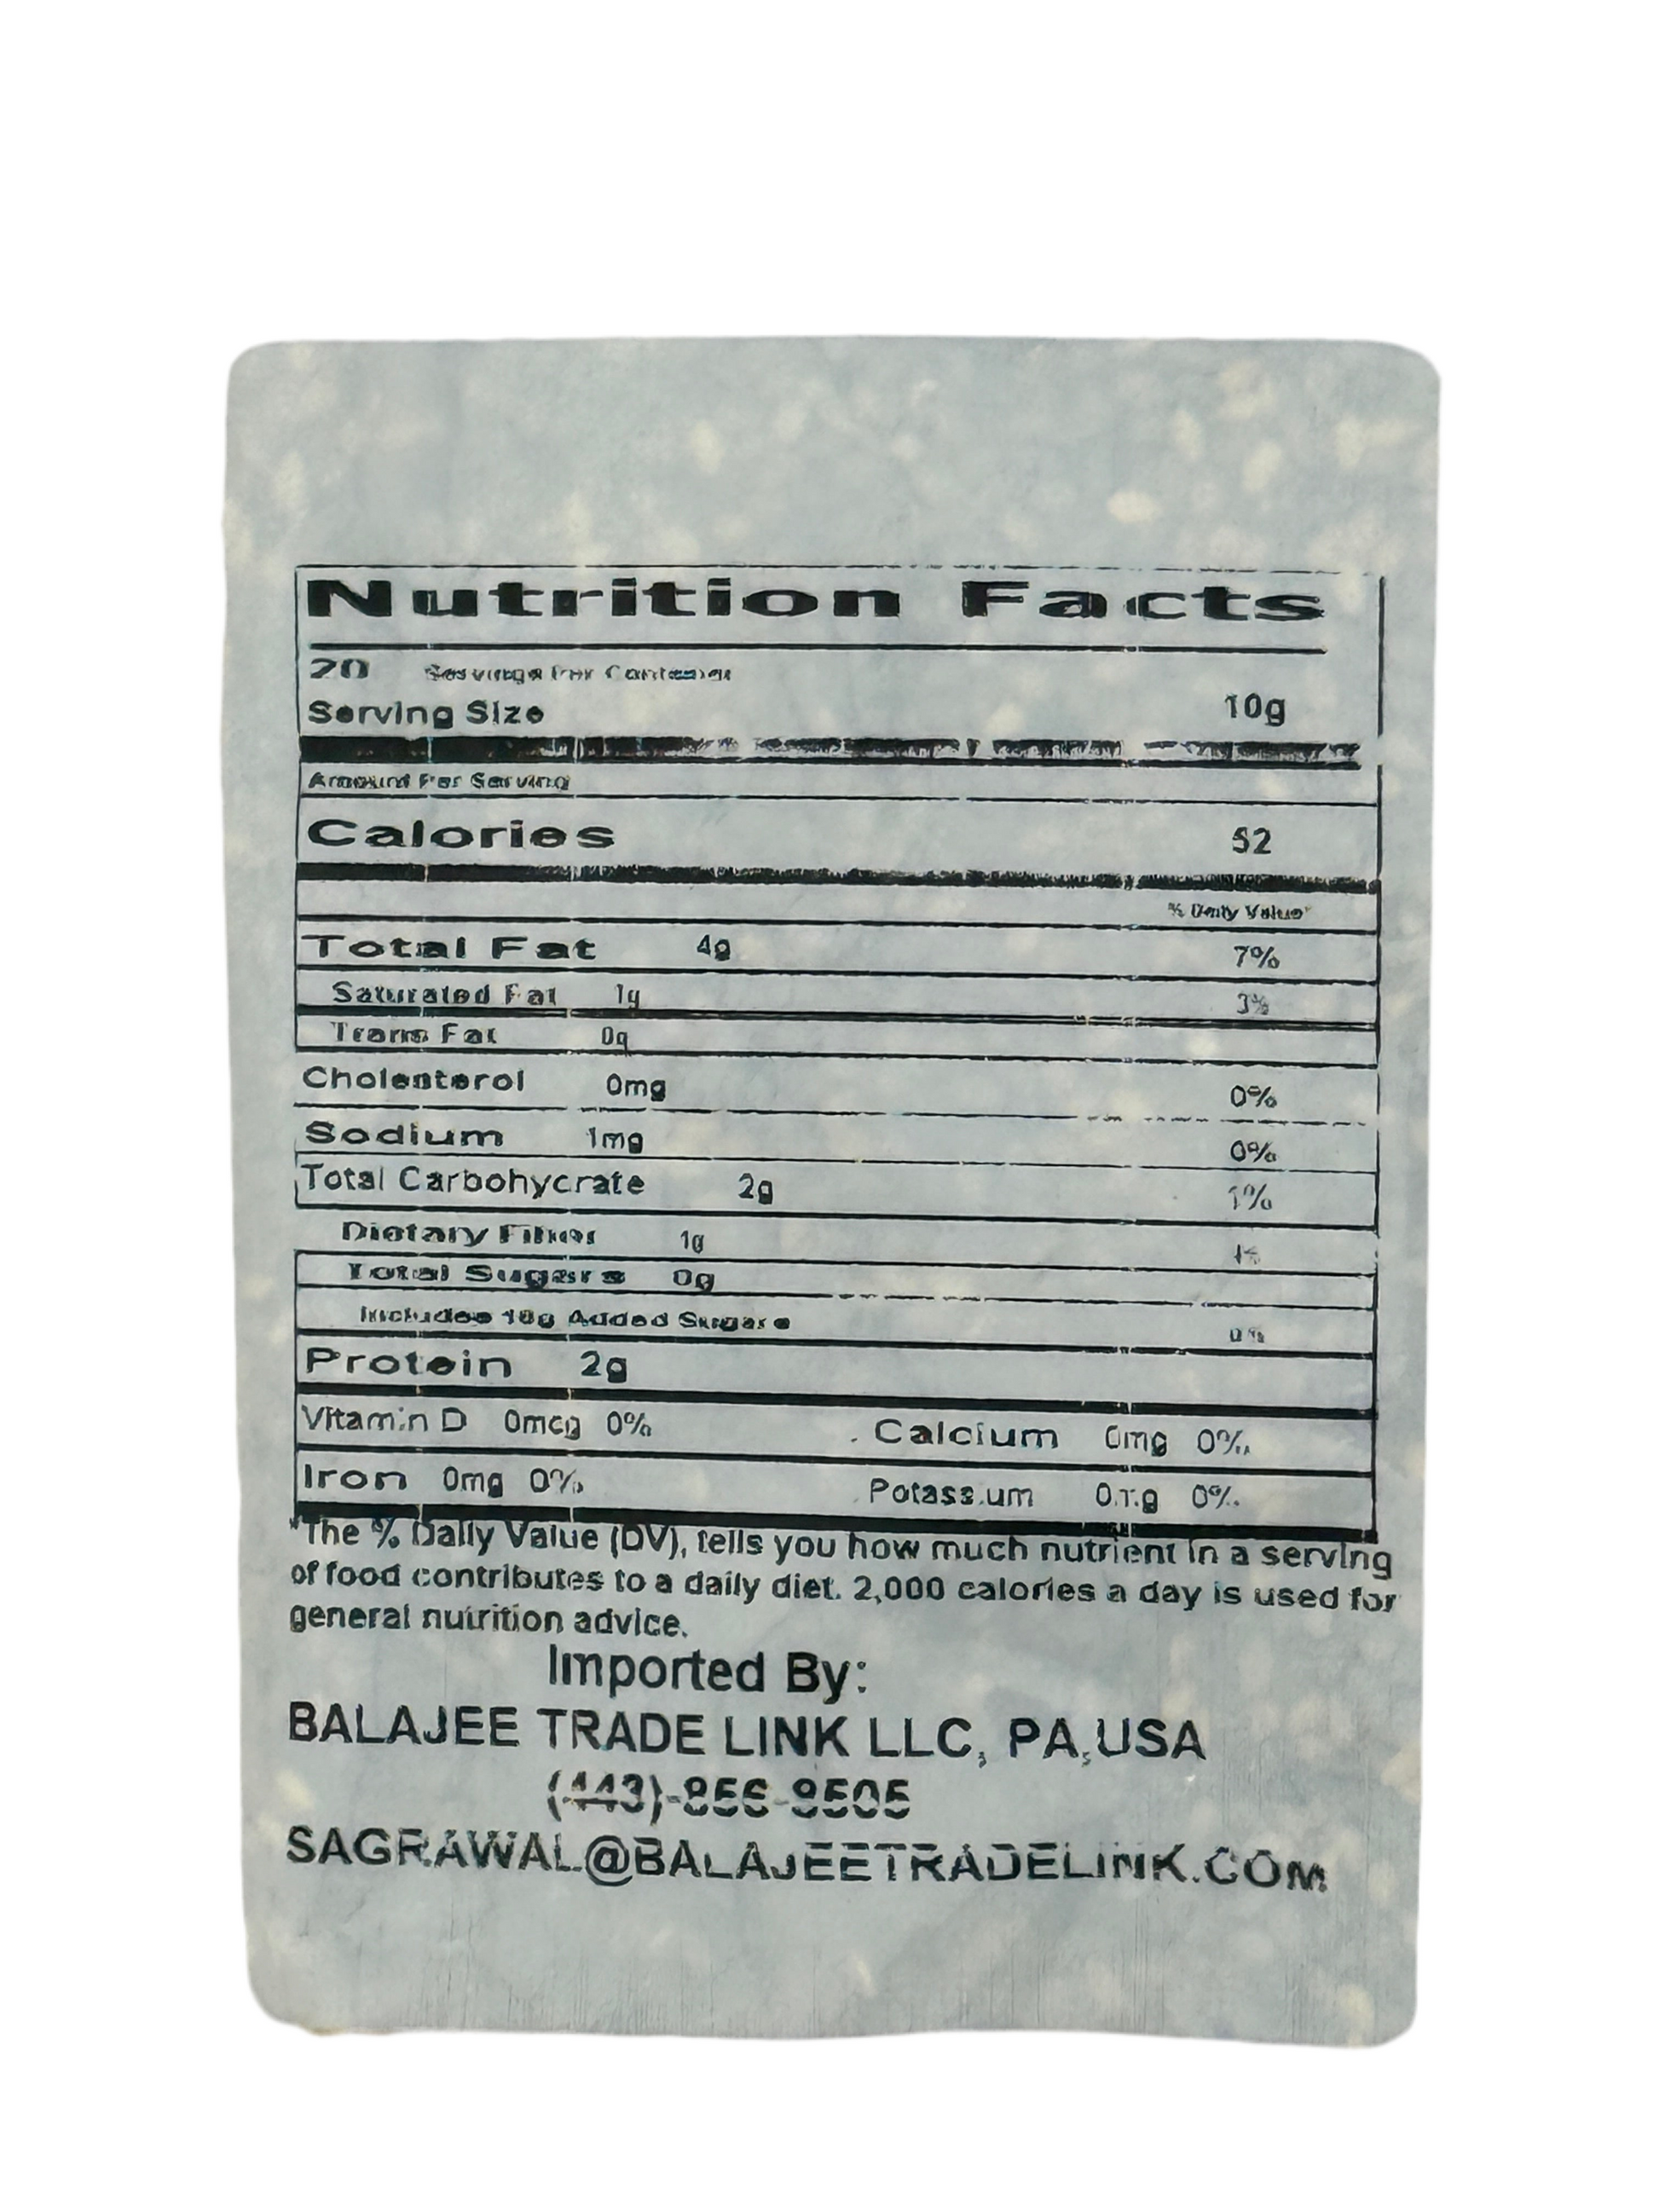 Nutrition Facts
20 Servings Per Container
Serving Size 10g
Amount Per Serving
Calories 52
% Daily Value*
Total Fat 4g 7%
Saturated Fat 1g 3%
Trans Fat 0g
Cholesterol 0mg 0%
Sodium 1mg 0%
Total Carbohydrate 2g 1%
Dietary Fiber 1g
Total Sugars 0g
Includes 10g Added Sugars 0%
Protein 2g
Vitamin D 0mcg 0% Calcium 0mg 0%
Iron 0mg 0% Potassium 0mg 0%
*The % Daily Value (DV), tells you how much nutrient in a serving
of food contributes to a daily diet. 2,000 calories a day is used for
general nutrition advice.
Imported By:
BALAJEE TRADE LINK LLC, PA,USA
SAGRAWAL@BALAJEETRADELINK.COM